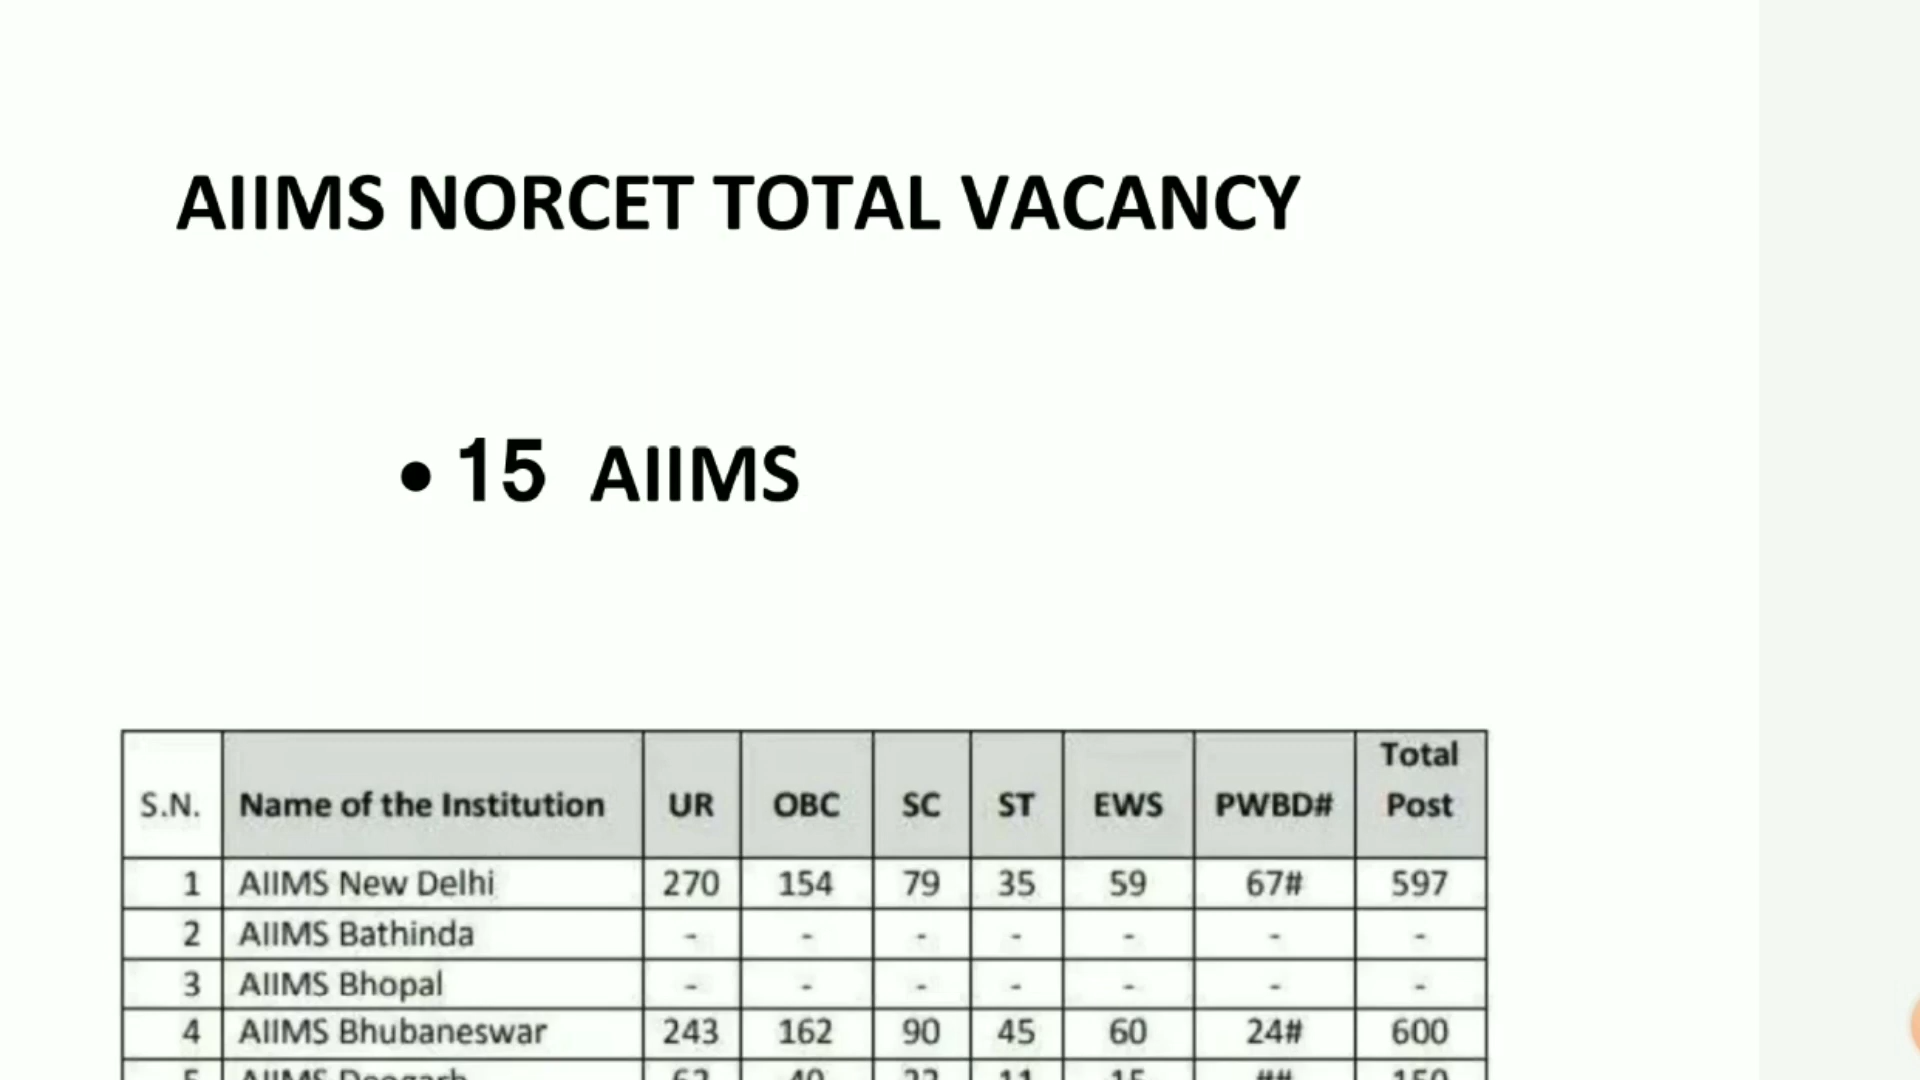 AIIMS NORCET TOTAL VACANCY
• 15 AIIMS
S.N. Name of the Institution UR OBC SC ST EWS PWBD# Total Post
1 AIIMS New Delhi 270 154 79 35 59 67# 597
2 AIIMS Bathinda - - - - - - -
3 AIIMS Bhopal - - - - - - -
4 AIIMS Bhubaneswar 243 162 90 45 60 24# 600